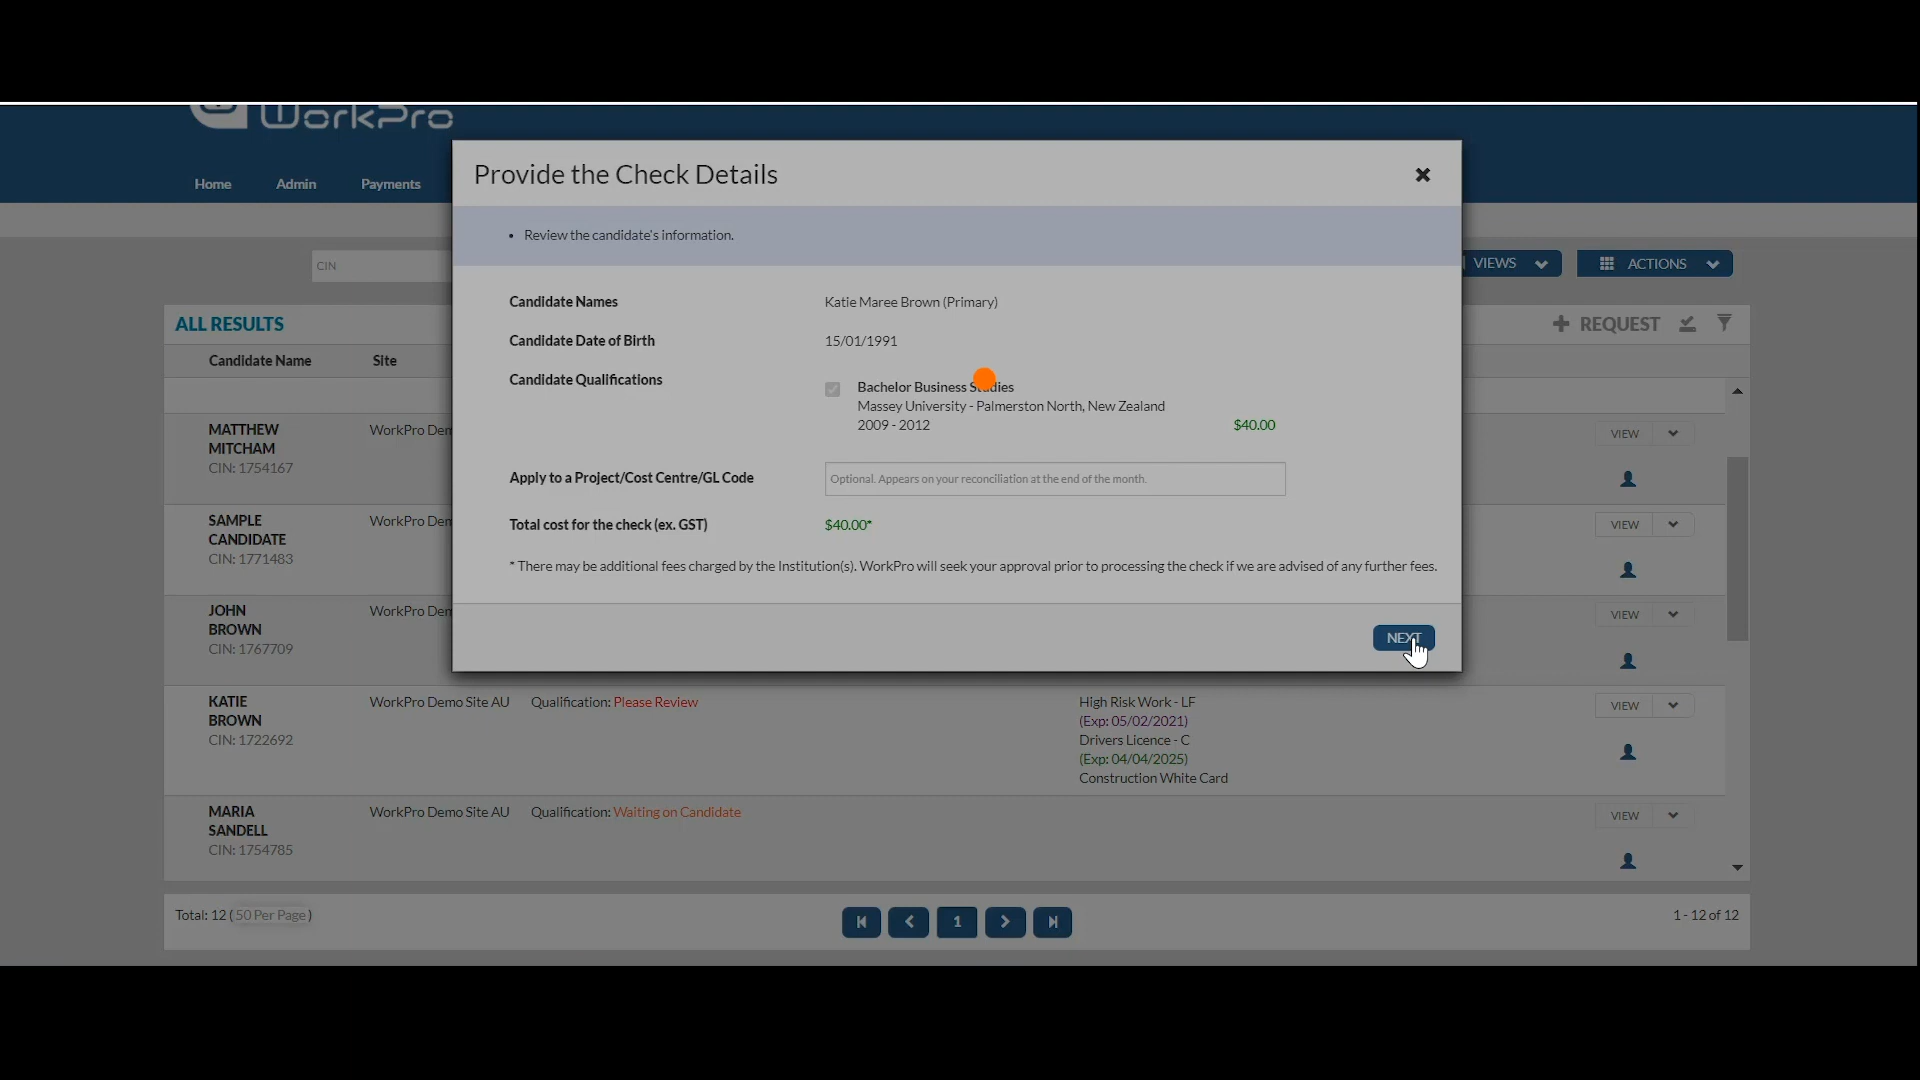 WorkPro
Home Admin Payments
Provide the Check Details
• Review the candidate's information.
CIN
VIEWS
ACTIONS
ALL RESULTS
REQUEST
Candidate Name Site
Candidate Names Katie Maree Brown (Primary)
Candidate Date of Birth 15/01/1991
Candidate Qualifications
Bachelor Business Studies
Massey University - Palmerston North, New Zealand
2009 - 2012 $40.00
Apply to a Project/Cost Centre/GL Code Optional. Appears on your reconciliation at the end of the month.
Total cost for the check (ex. GST) $40.00*
* There may be additional fees charged by the Institution(s). WorkPro will seek your approval prior to processing the check if we are advised of any further fees.
NEXT
MATTHEW
MITCHAM
CIN: 1754167
WorkPro Dem
VIEW
SAMPLE
CANDIDATE
CIN: 1771483
WorkPro Dem
VIEW
JOHN
BROWN
CIN: 1767709
WorkPro Dem
VIEW
KATIE
BROWN
CIN: 1722692
WorkPro Demo Site AU
Qualification: Please Review
High Risk Work - LF
(Exp: 05/02/2021)
Drivers Licence - C
(Exp: 04/04/2025)
Construction White Card
VIEW
MARIA
SANDELL
CIN: 1754785
WorkPro Demo Site AU
Qualification: Waiting on Candidate
VIEW
Total: 12 (50 Per Page)
1
1 - 12 of 12